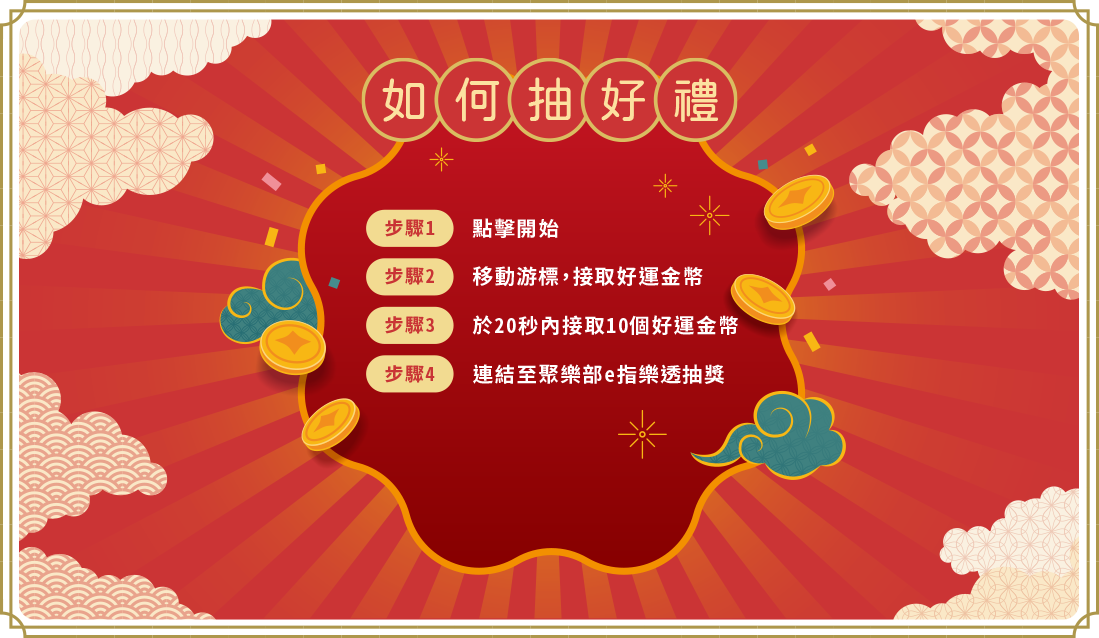 如何抽好禮
步驟1 點擊開始
步驟2 移動游標，接取好運金幣
步驟3 於20秒內接取10個好運金幣
步驟4 連結至聚樂部e指樂透抽獎